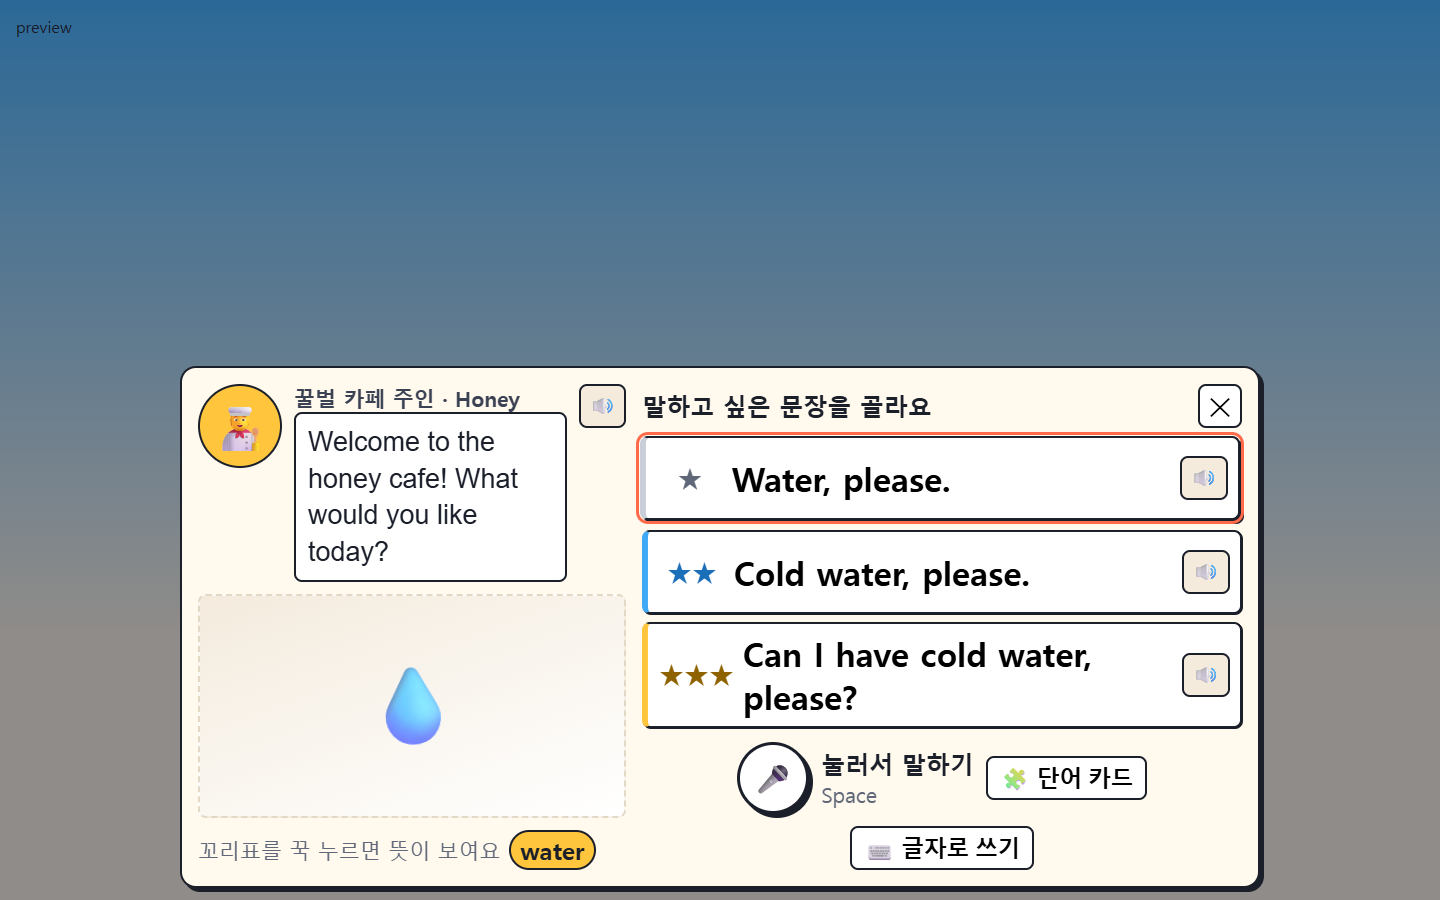 preview
꿀벌 카페 주인 · Honey
Welcome to the
honey cafe! What
would you like
today?
꼬리표를 꾹 누르면 뜻이 보여요 water
말하고 싶은 문장을 골라요
★ Water, please.
★★ Cold water, please.
★★★ Can I have cold water,
please?
눌러서 말하기
Space
단어 카드
글자로 쓰기